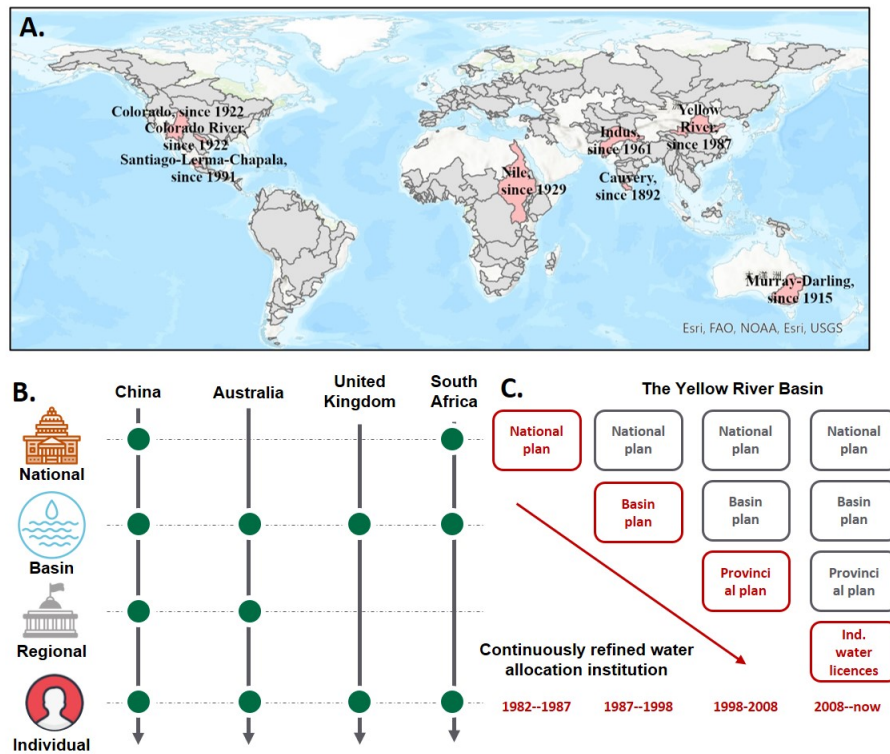 A.
Colorado, since 1922
Colorado River,
since 1922
Santiago-Lerma-Chapala,
since 1991
Nile,
since 1929
Indus,
since 1961
Cauvery,
since 1892
Yellow
River,
since 1987
大洋洲
Murray-Darling,
since 1915
Esri, FAO, NOAA, Esri, USGS
B.
China
Australia
United
Kingdom
South
Africa
National
Basin
Regional
Individual
C.
The Yellow River Basin
National
plan
National
plan
National
plan
National
plan
Basin
plan
Basin
plan
Basin
plan
Provinci
al plan
Provinci
al plan
Ind.
water
licences
Continuously refined water
allocation institution
1982--1987
1987--1998
1998-2008
2008--now